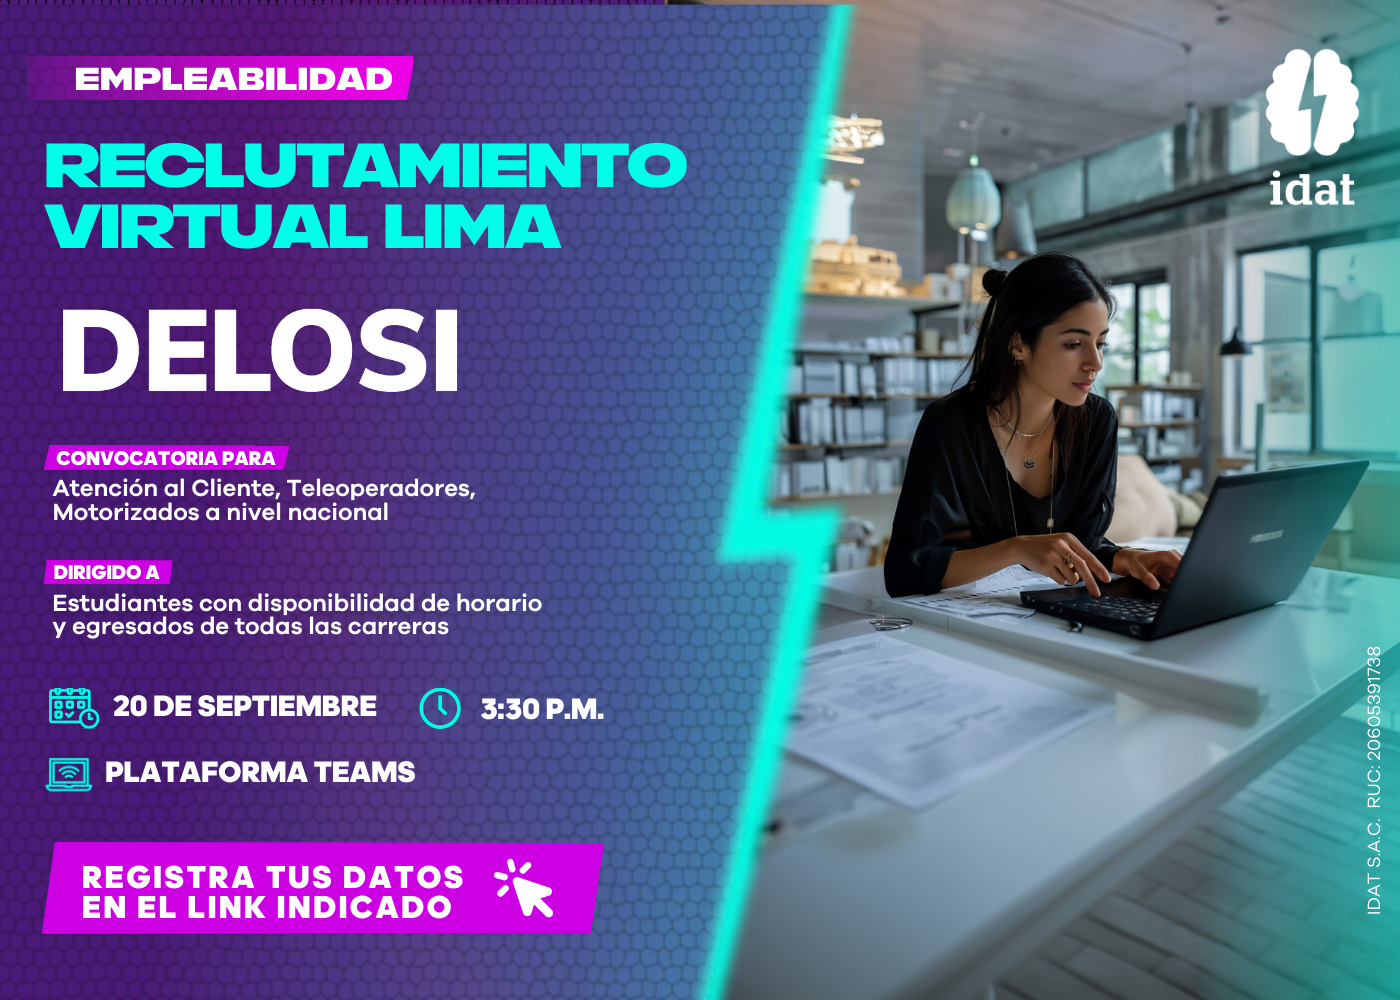 EMPLEABILIDAD
RECLUTAMIENTO
VIRTUAL LIMA
DELOSI
CONVOCATORIA PARA
Atención al Cliente, Teleoperadores,
Motorizados a nivel nacional
DIRIGIDO A
Estudiantes con disponibilidad de horario
y egresados de todas las carreras
20 DE SEPTIEMBRE
3:30 P.M.
PLATAFORMA TEAMS
REGISTRA TUS DATOS
EN EL LINK INDICADO
idat
IDAT S.A.C. RUC: 20605391738